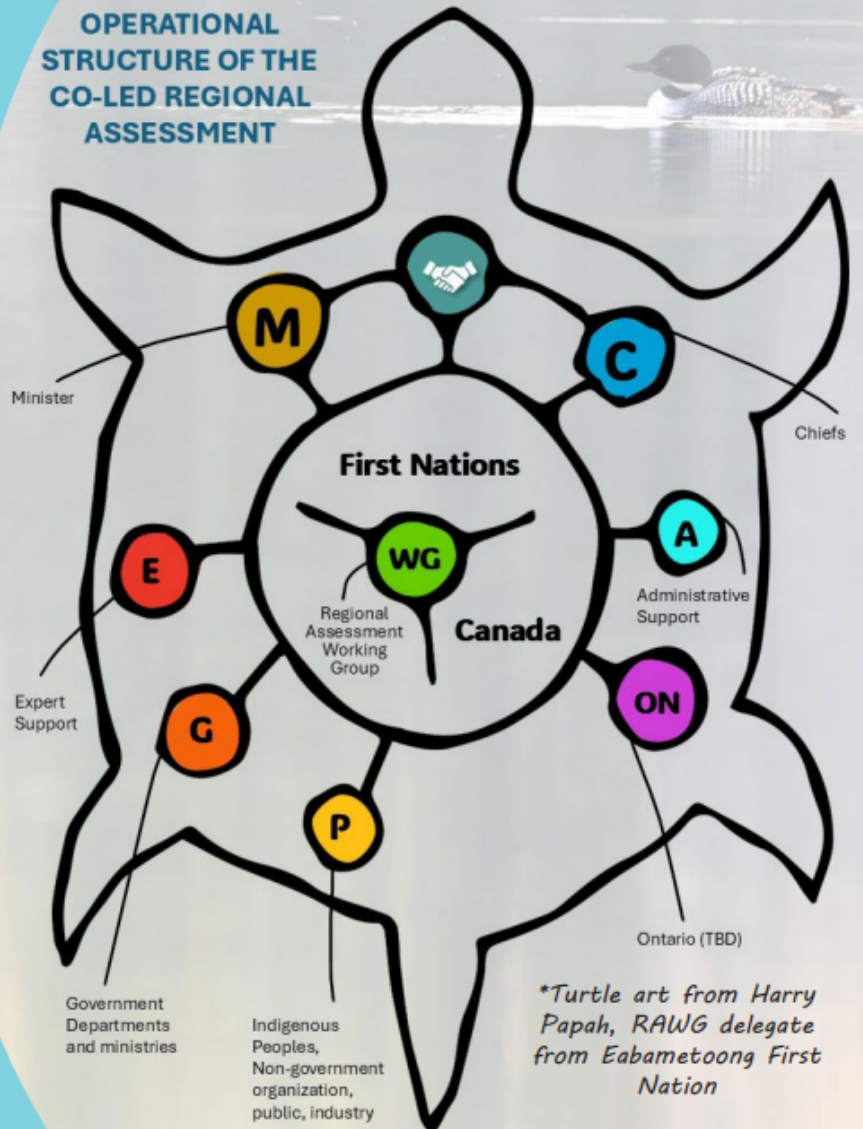 OPERATIONAL
STRUCTURE OF THE
CO-LED REGIONAL
ASSESSMENT
M
C
Minister
Chiefs
First Nations
WG
Regional
Assessment
Working
Group
Canada
A
Administrative
Support
E
Expert
Support
ON
G
P
Ontario (TBD)
Government
Departments
and ministries
Indigenous
Peoples,
Non-government
organization,
public, industry
*Turtle art from Harry
Papah, RAWG delegate
from Eabametoong First
Nation